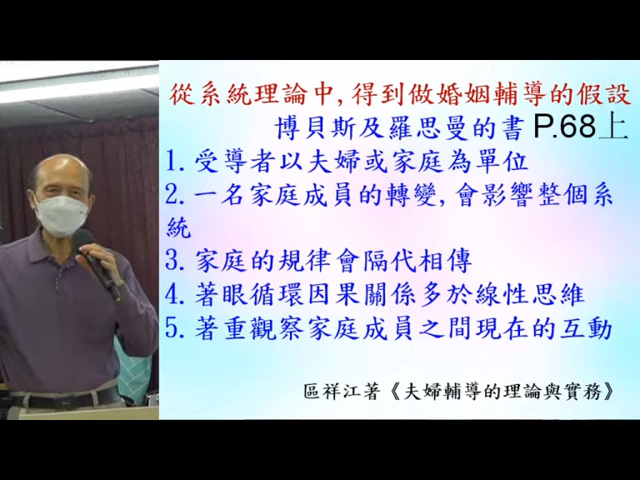 從系統理論中,得到做婚姻輔導的假設
博貝斯及羅思曼的書 P.68上
1. 受導者以夫婦或家庭為單位
2. 一名家庭成員的轉變,會影響整個系
統
3. 家庭的規律會隔代相傳
4. 著眼循環因果關係多於線性思維
5. 著重觀察家庭成員之間現在的互動
區祥江著《夫婦輔導的理論與實務》